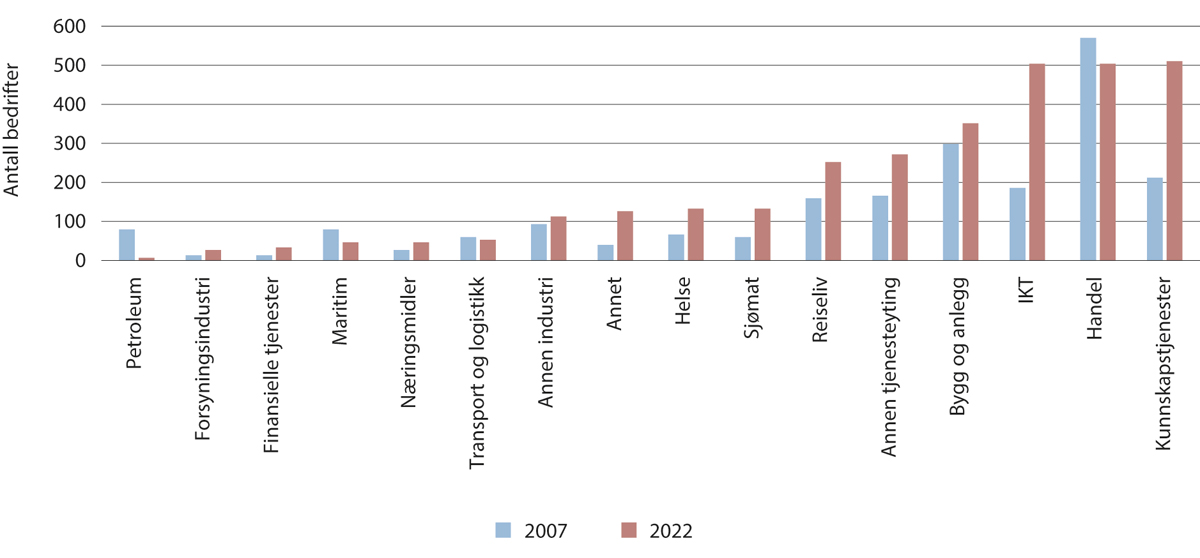 Antall bedrifter
600
500
400
300
200
100
0
Petroleum
Forsyningsindustri
Finansielle tjenester
Maritim
Næringsmidler
Transport og logistikk
Annen industri
Annet
Helse
Sjømat
Reiseliv
Annen tjenesteyting
Bygg og anlegg
IKT
Handel
Kunnskapstjenester
2007
2022